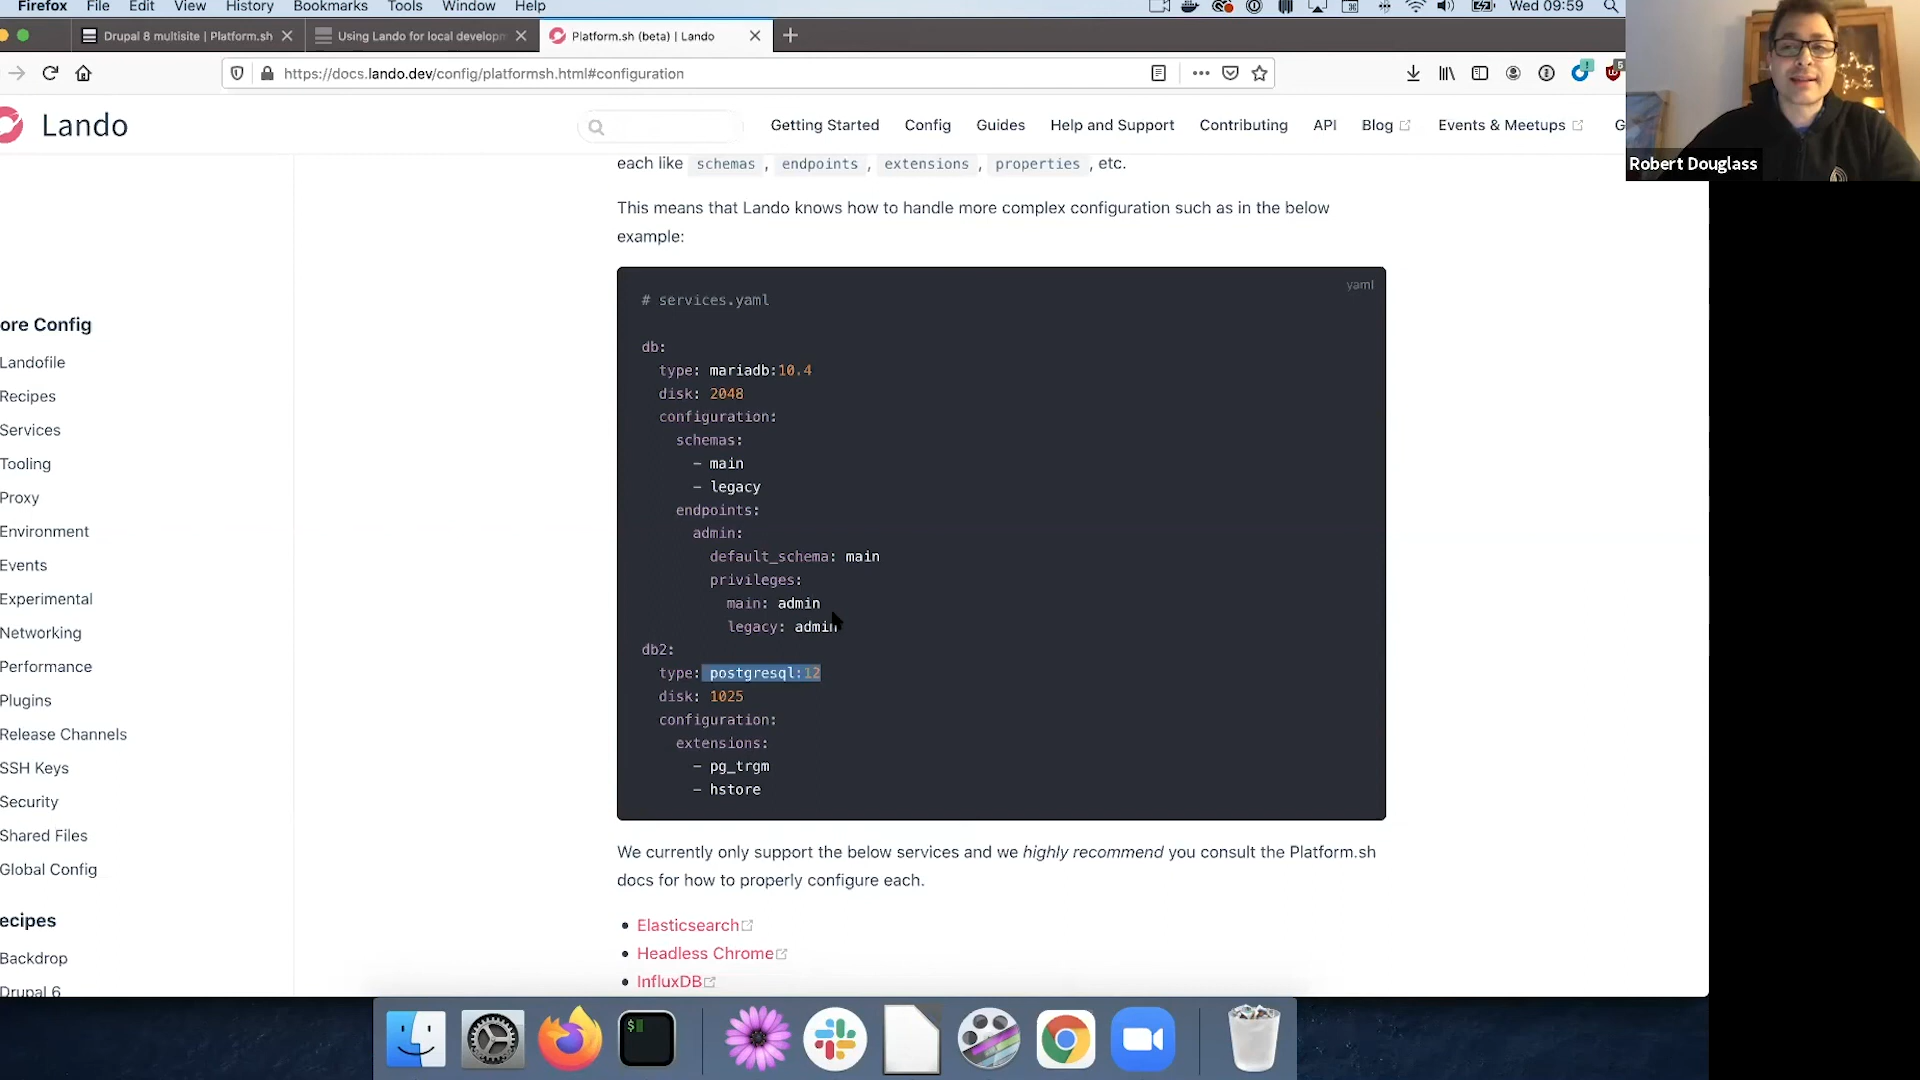 Firefox File Edit View History Bookmarks Tools Window Help Wed 09:59
Drupal 8 multisite | Platform.sh
Using Lando for local developm
Platform.sh (beta) | Lando
https://docs.lando.dev/config/platformsh.html#configuration
5
Lando
Getting Started Config Guides Help and Support Contributing API Blog Events & Meetups G
Robert Douglass
each like schemas , endpoints , extensions , properties , etc.
This means that Lando knows how to handle more complex configuration such as in the below
example:
yaml
# services.yaml
db:
type: mariadb:10.4
disk: 2048
configuration:
schemas:
- main
- legacy
endpoints:
admin:
default_schema: main
privileges:
main: admin
legacy: admin
db2:
type: postgresql:12
disk: 1025
configuration:
extensions:
- pg_trgm
- hstore
We currently only support the below services and we highly recommend you consult the Platform.sh
docs for how to properly configure each.
Elasticsearch
Headless Chrome
InfluxDB
ore Config
Landofile
Recipes
Services
Tooling
Proxy
Environment
Events
Experimental
Networking
Performance
Plugins
Release Channels
SSH Keys
Security
Shared Files
Global Config
ecipes
Backdrop
Drupal 6
$